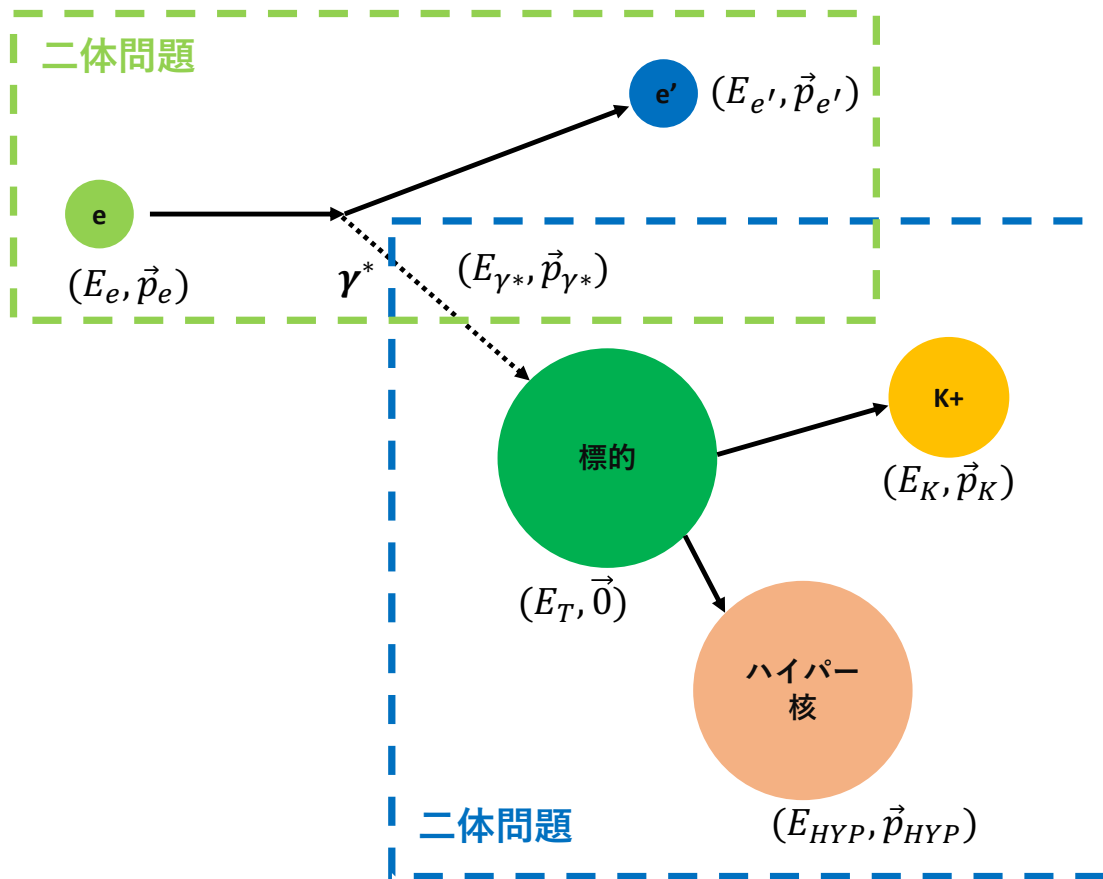 二体問題
e'
(E_{e'}, \vec{p}_{e'})
e
(E_e, \vec{p}_e)
γ*
(E_{γ*}, \vec{p}_{γ*})
標的
K+
(E_K, \vec{p}_K)
(E_T, \vec{0})
ハイパー
核
二体問題
(E_{HYP}, \vec{p}_{HYP})